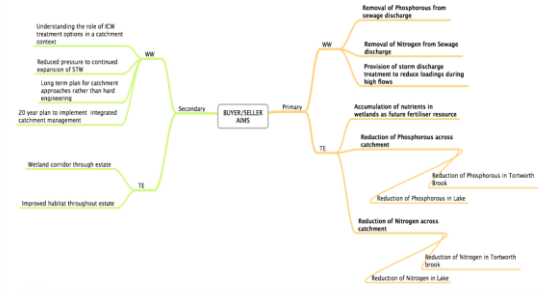 Understanding the role of ICW
treatment options in a catchment
context
WW
Reduced pressure to continued
expansion of STW
Long term plan for catchment
approaches rather than hard
engineering
20 year plan to implement integrated
catchment management
Secondary
Wetland corridor through estate
TE
Improved habitat throughout estate
BUYER/SELLER
AIMS
Primary
Removal of Phosphorous from
sewage discharge
WW
Removal of Nitrogen from Sewage
discharge
Provision of storm discharge
treatment to reduce loadings during
high flows
Accumulation of nutrients in
wetlands as future fertiliser resource
TE
Reduction of Phosphorous across
catchment
Reduction of Phosphorous in Tortworth
Brook
Reduction of Phosphorous in Lake
Reduction of Nitrogen across
catchment
Reduction of Nitrogen in Tortworth
brook
Reduction of Nitrogen in Lake